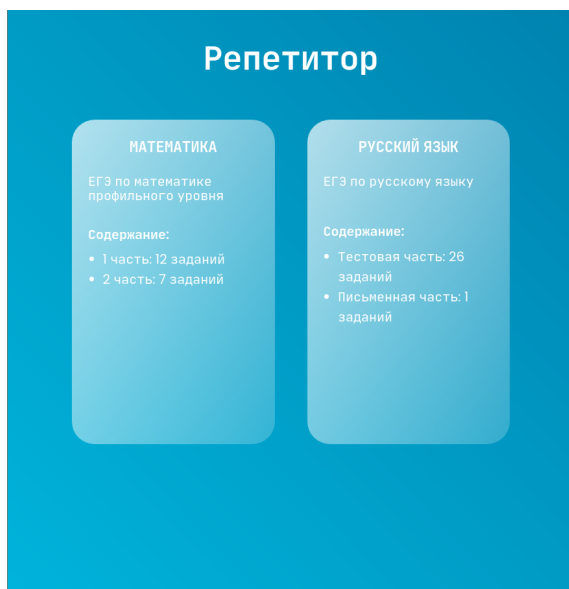 Репетитор
МАТЕМАТИКА
ЕГЭ по математике
профильного уровня
Содержание:
• 1 часть: 12 заданий
• 2 часть: 7 заданий
РУССКИЙ ЯЗЫК
ЕГЭ по русскому языку
Содержание:
• Тестовая часть: 26
заданий
• Письменная часть: 1
заданий